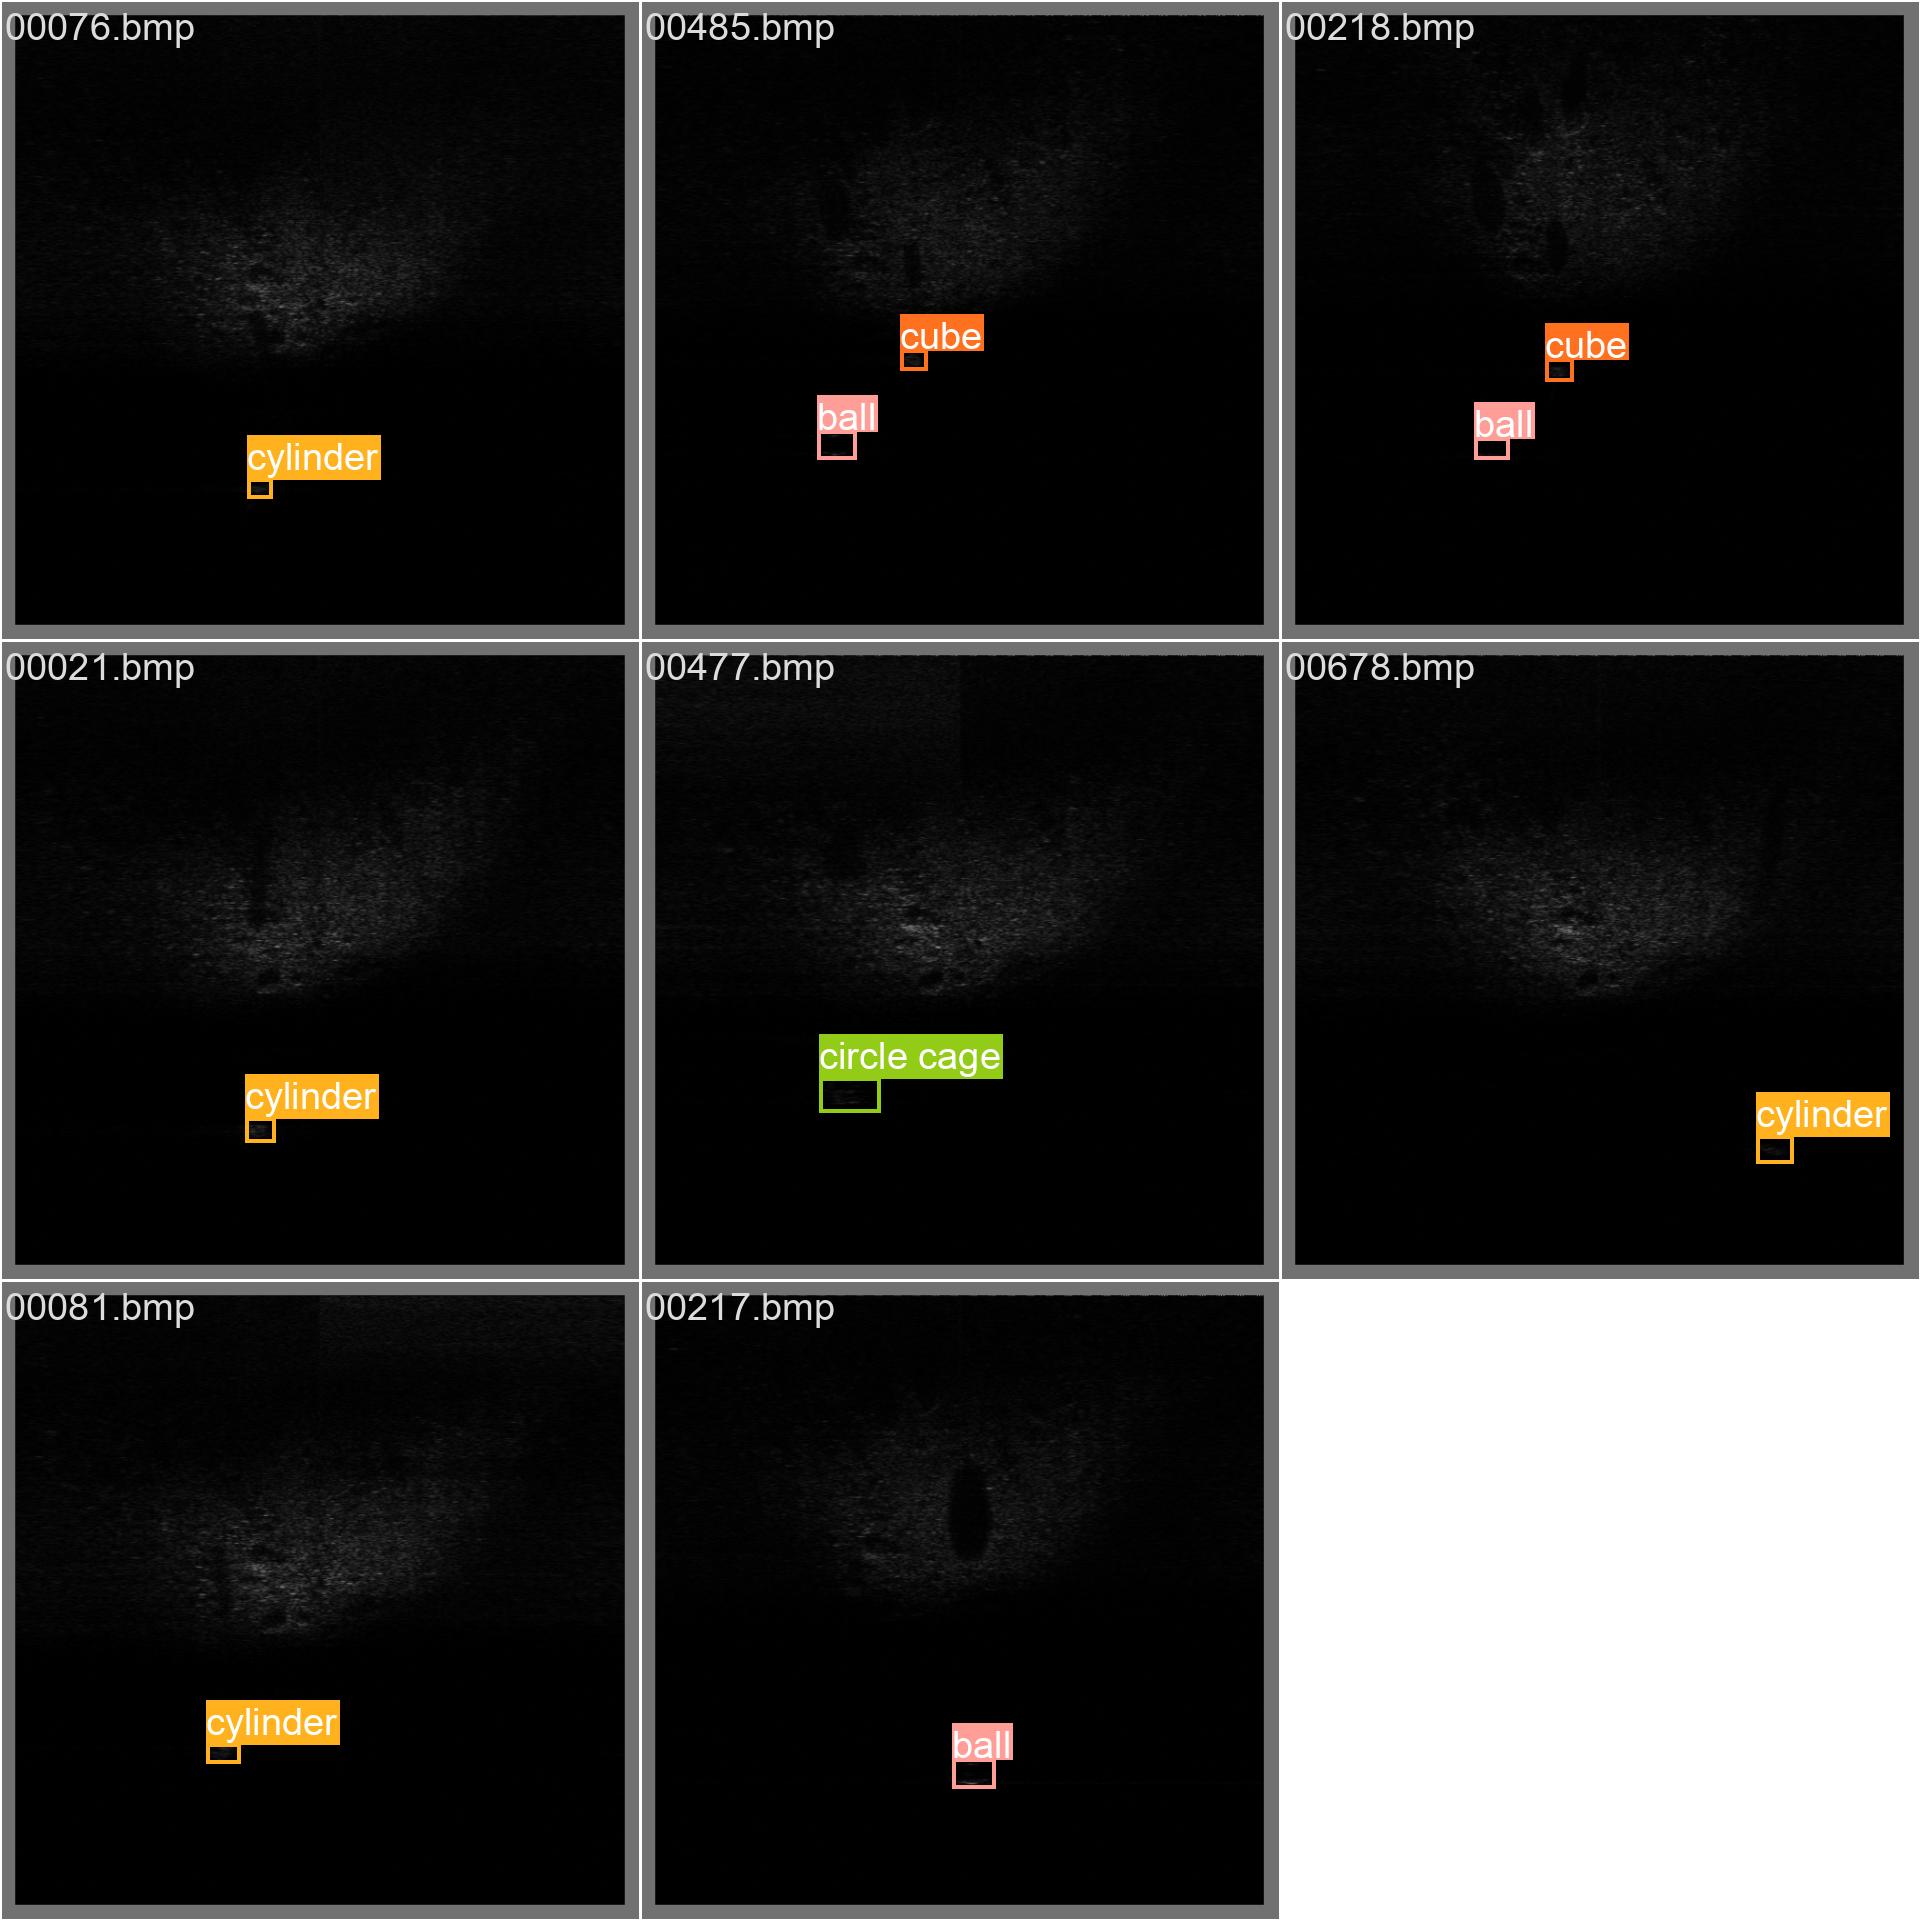 00076.bmp
00485.bmp
00218.bmp
cube
cube
ball
ball
cylinder
00021.bmp
00477.bmp
00678.bmp
circle cage
cylinder
cylinder
00081.bmp
00217.bmp
cylinder
ball